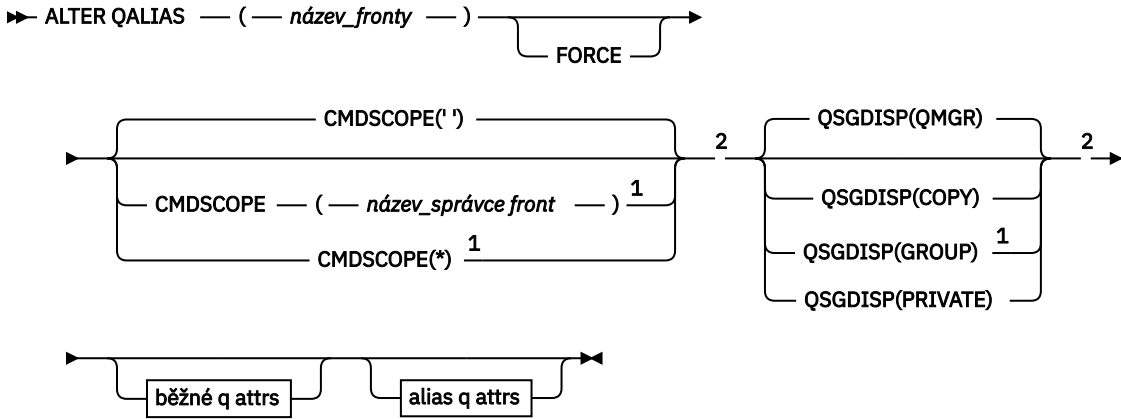 ALTER QALIAS ( název_fronty )
FORCE
CMDSCOPE(' ')
CMDSCOPE ( název_správce front ) 1
CMDSCOPE(*) 1
2
QSGDISP(QMGR)
QSGDISP(COPY)
QSGDISP(GROUP) 1
QSGDISP(PRIVATE)
2
běžné q attrs
alias q attrs